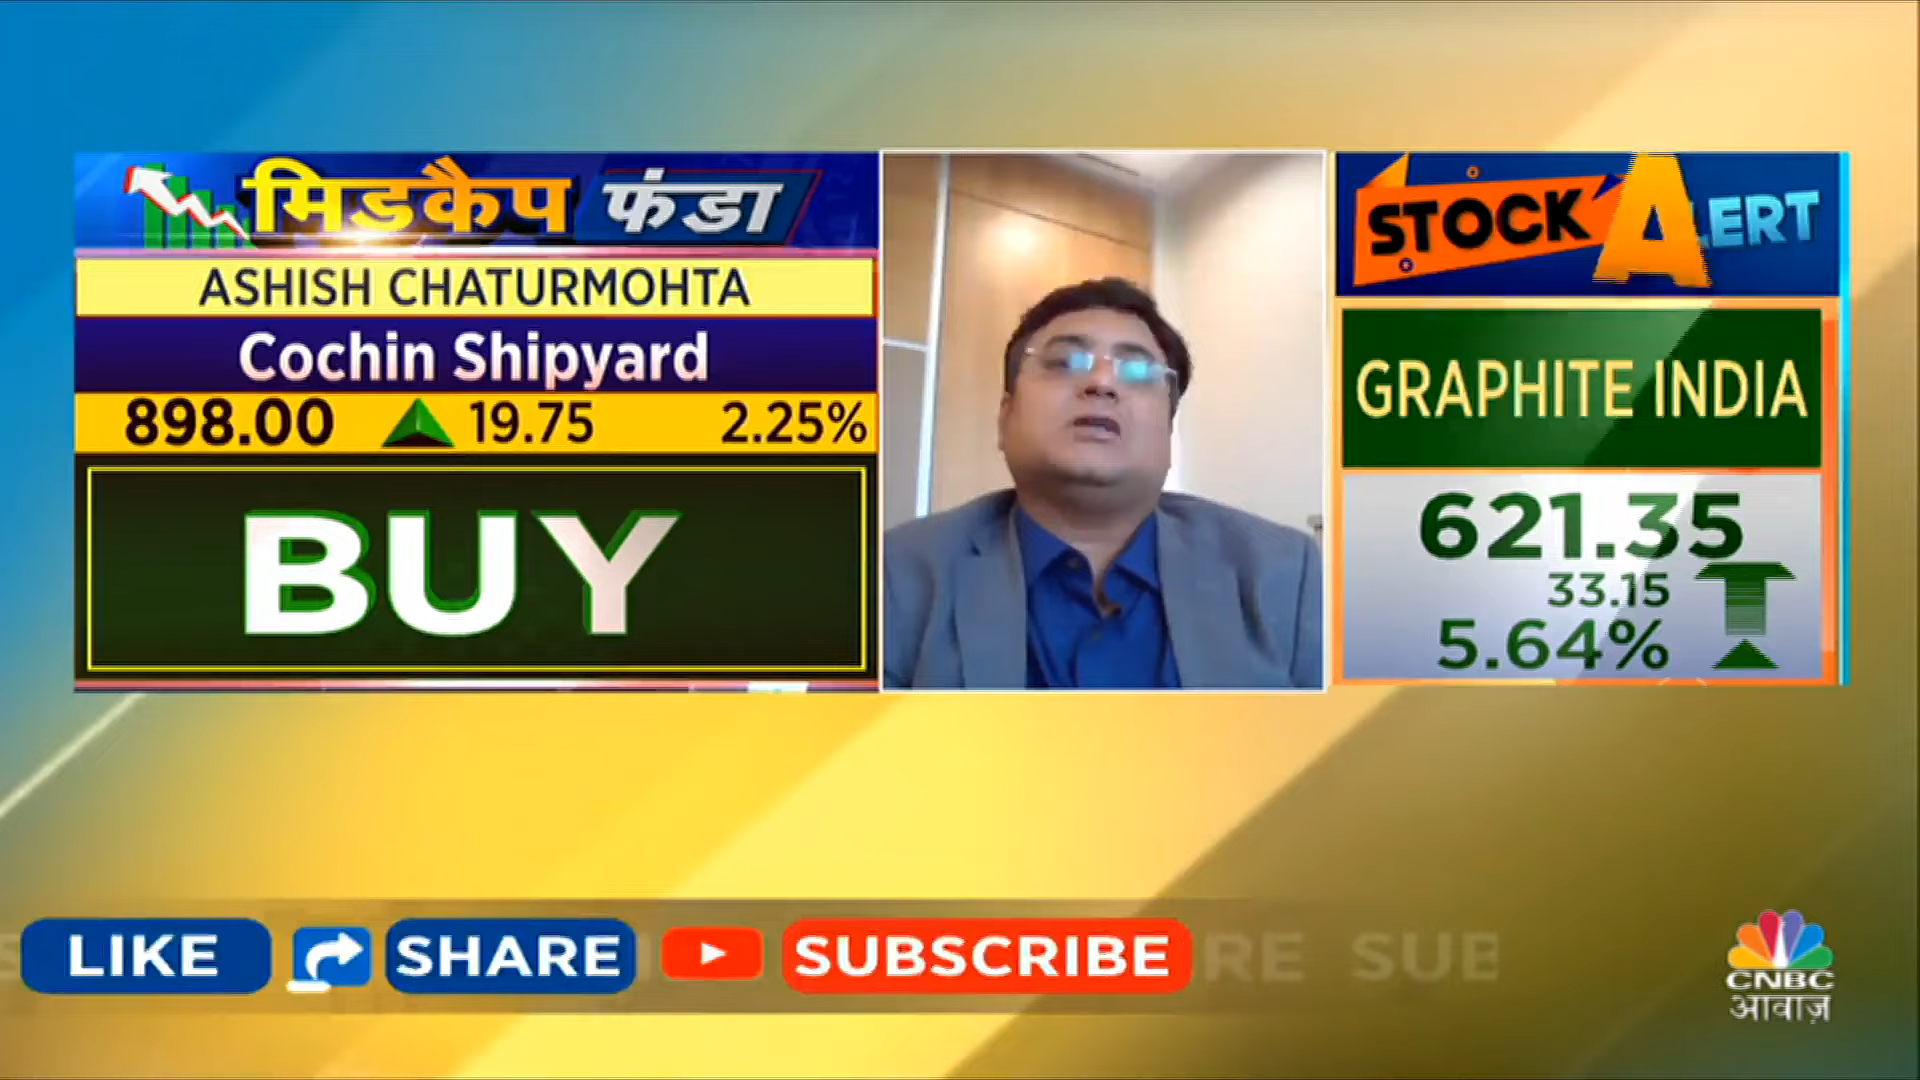 मिडकैप फंडा
ASHISH CHATURMOHTA
Cochin Shipyard
898.00 19.75 2.25%
BUY
STOCK ALERT
GRAPHITE INDIA
621.35
33.15
5.64%
LIKE SHARE SUBSCRIBE RE SUB
CNBC
आवाज़